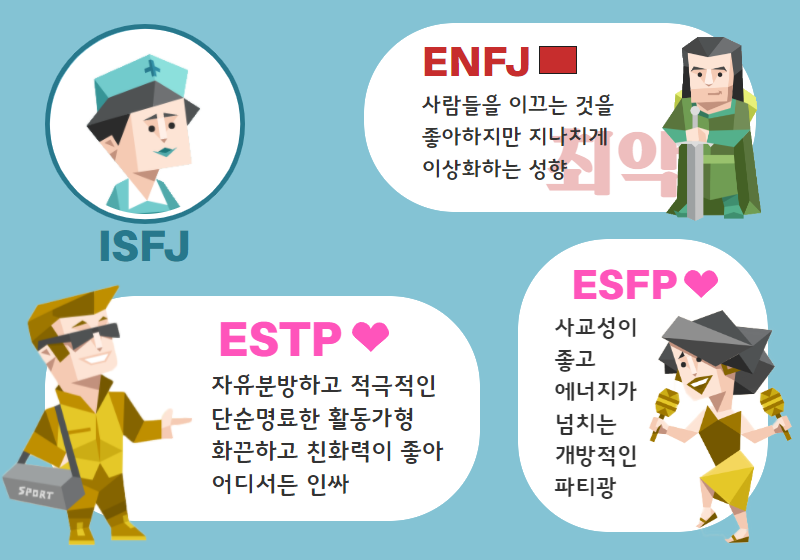 ISFJ
ENFJ
사람들을 이끄는 것을
좋아하지만 지나치게
이상화하는 성향
최악
ESTP
자유분방하고 적극적인
단순명료한 활동가형
화끈하고 친화력이 좋아
어디서든 인싸
SPORT
ESFP
사교성이
좋고
에너지가
넘치는
개방적인
파티광